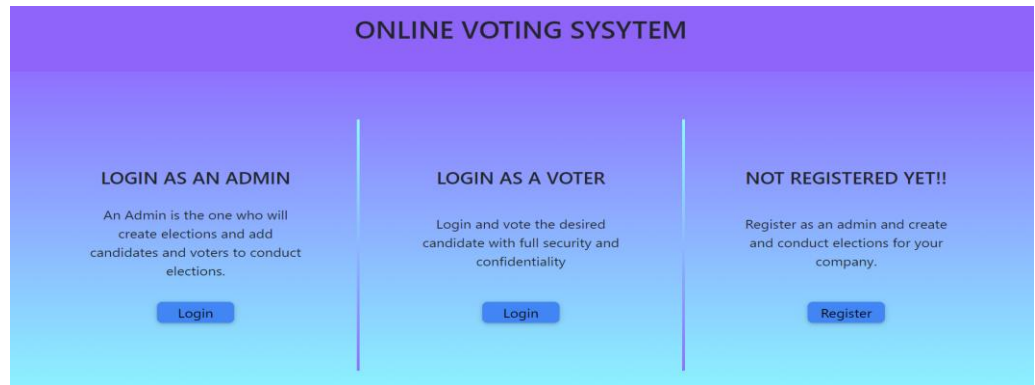 ONLINE VOTING SYSYTEM
LOGIN AS AN ADMIN
An Admin is the one who will
create elections and add
candidates and voters to conduct
elections.
Login
LOGIN AS A VOTER
Login and vote the desired
candidate with full security and
confidentiality
Login
NOT REGISTERED YET!!
Register as an admin and create
and conduct elections for your
company.
Register